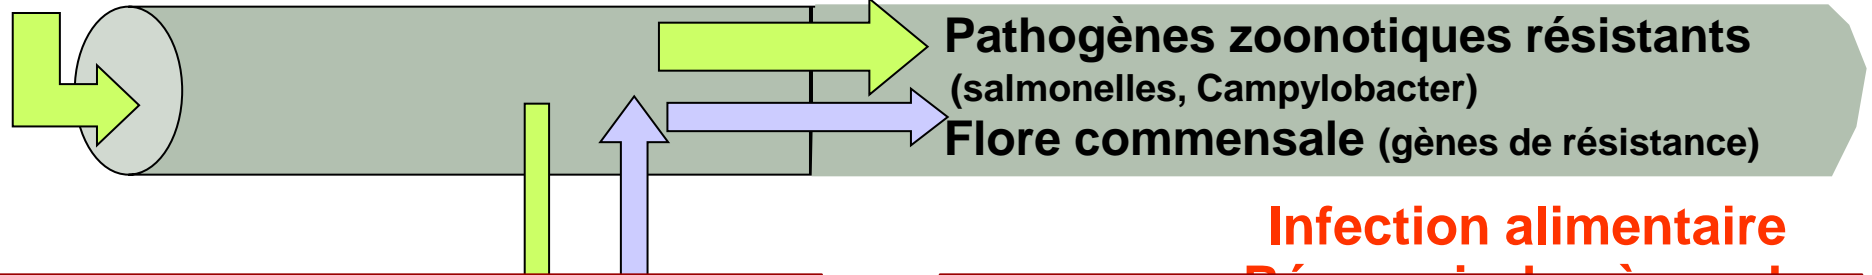 Pathogènes zoonotiques résistants
(salmonelles, Campylobacter)
Flore commensale (gènes de résistance)
Infection alimentaire